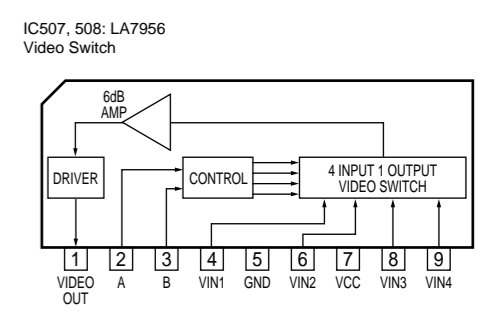 IC507, 508: LA7956
Video Switch
6dB
AMP
DRIVER
CONTROL
4 INPUT 1 OUTPUT
VIDEO SWITCH
1 2 3 4 5 6 7 8 9
VIDEO OUT A B VIN1 GND VIN2 VCC VIN3 VIN4